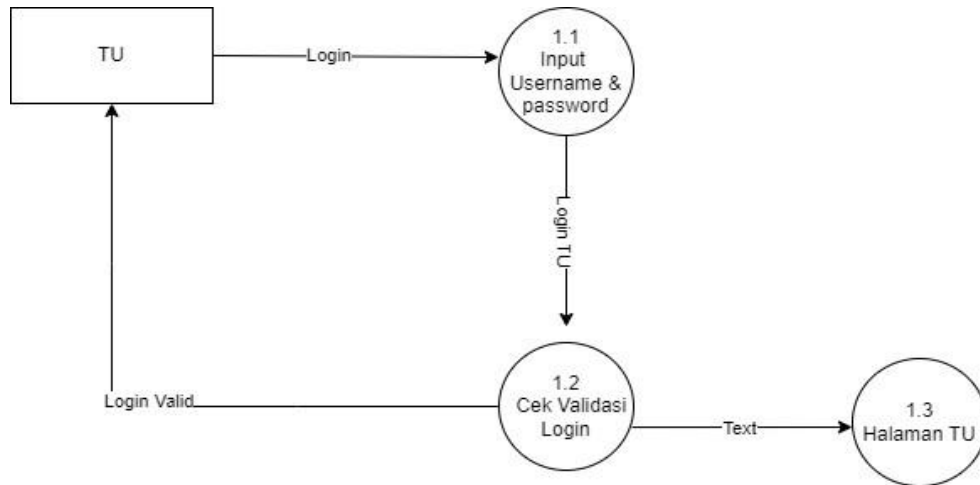 TU
Login
1.1
Input
Username &
password
Login TU
Login Valid
1.2
Cek Validasi
Login
Text
1.3
Halaman TU